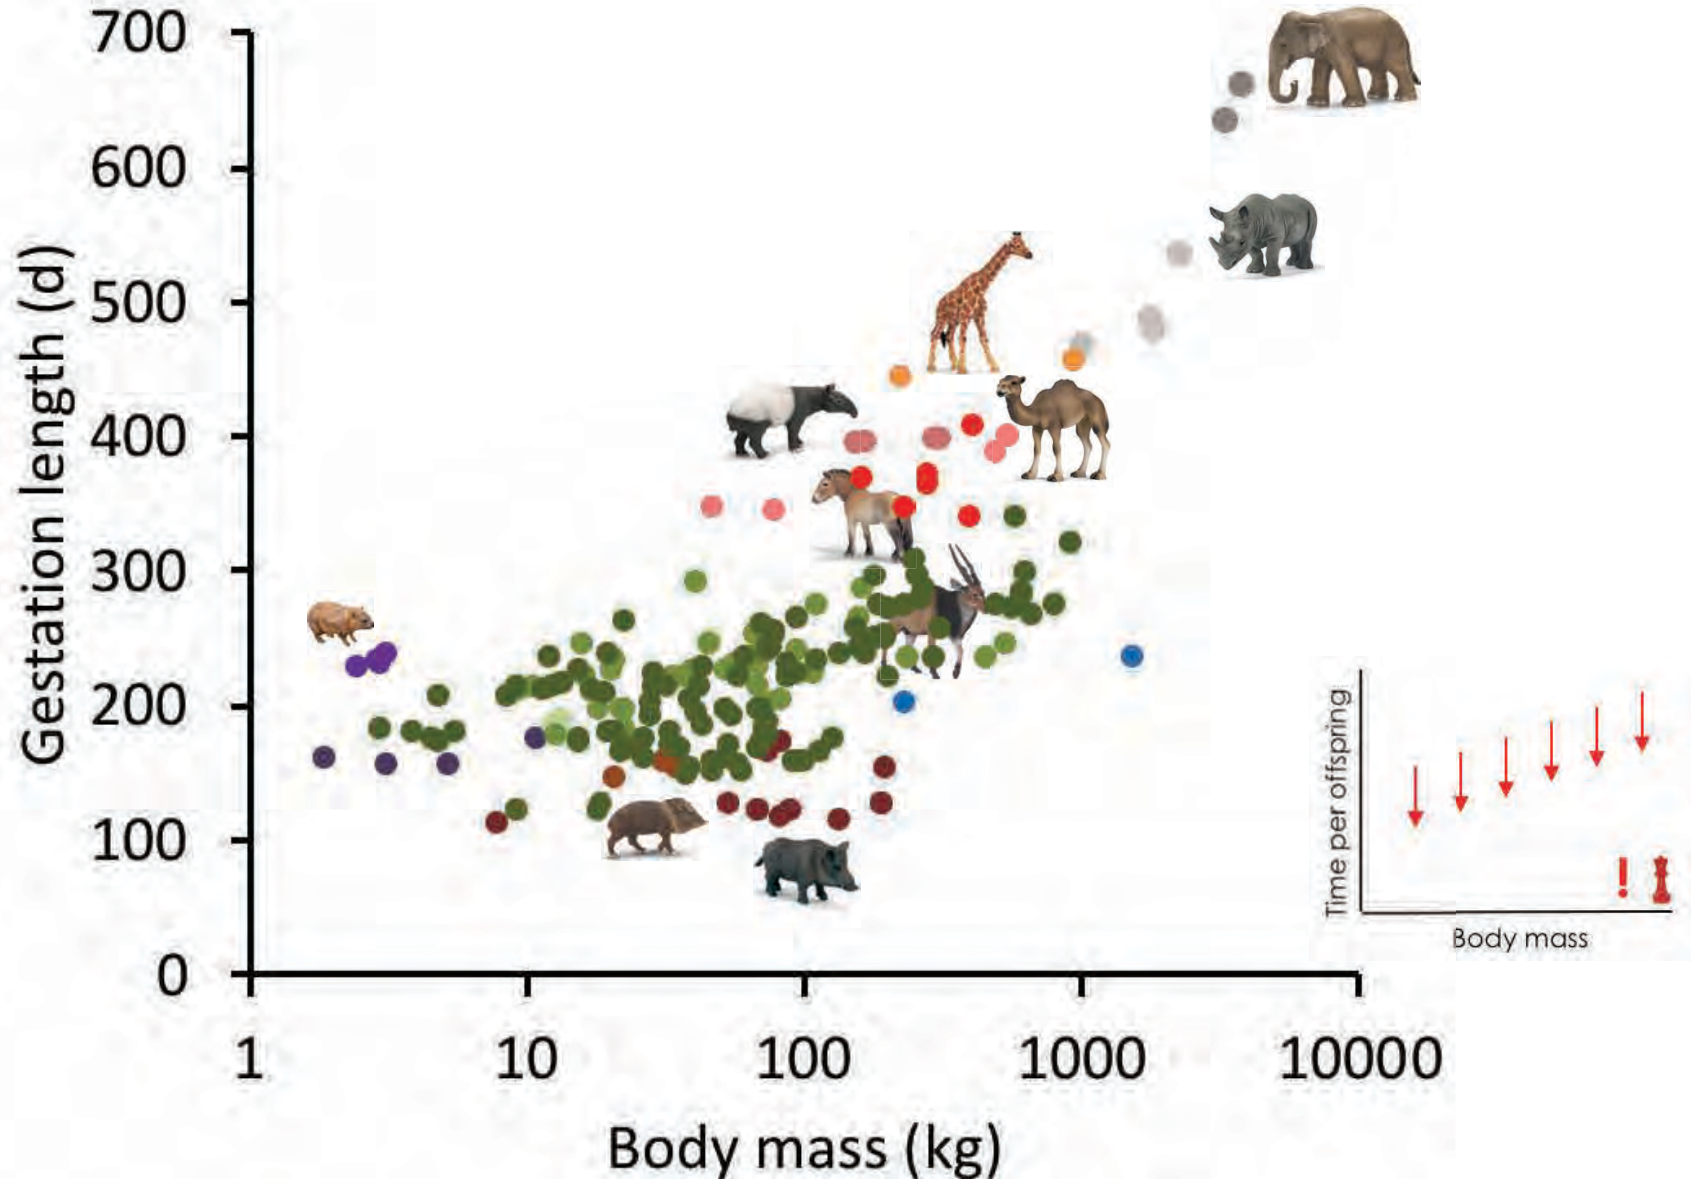 700
600
500
400
300
200
100
0
Gestation length (d)
1 10 100 1000 10000
Body mass (kg)
Time per offspring
!
Body mass